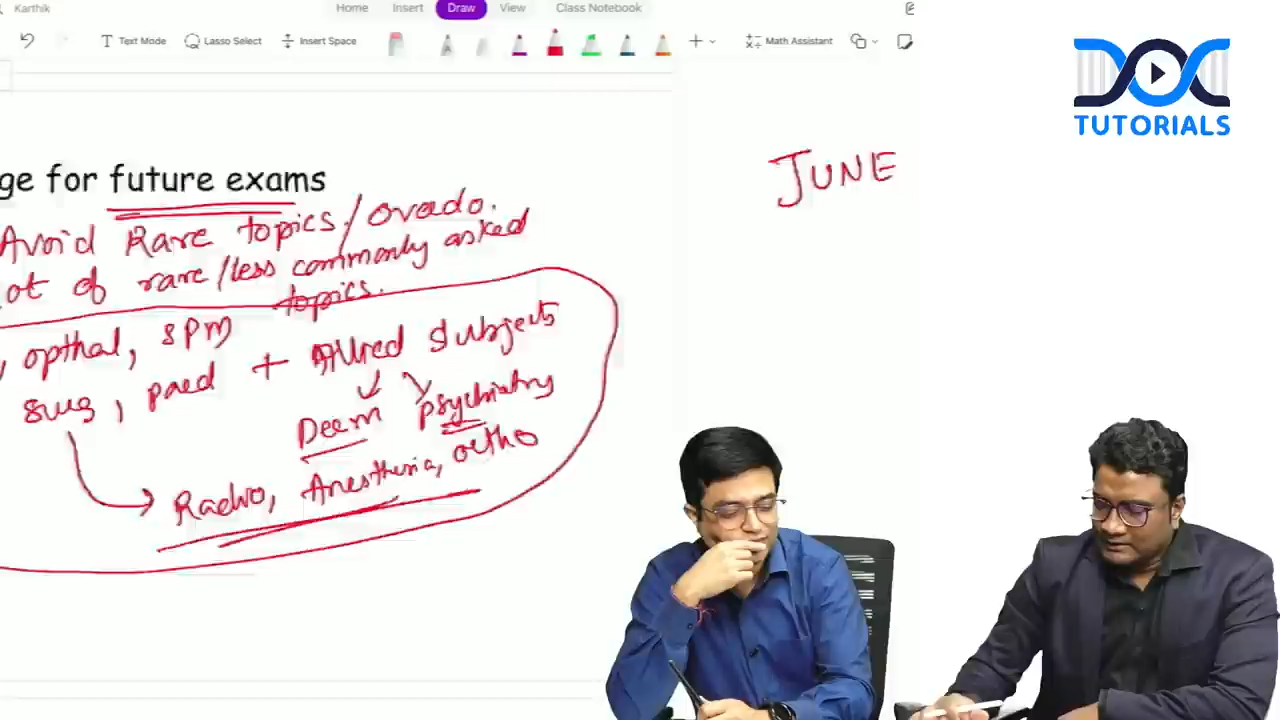 Karthik
Home Insert Draw View Class Notebook
Text Mode Lasso Select Insert Space Math Assistant
DOC
TUTORIALS
JUNE
ge for future exams
Avoid Rare topics/
ot of rare/less commonly asked
topics.
, opthal, SPM
, paed + Allied Subjects
Derm Psychiatry
Radio, Anesthesia, ortho